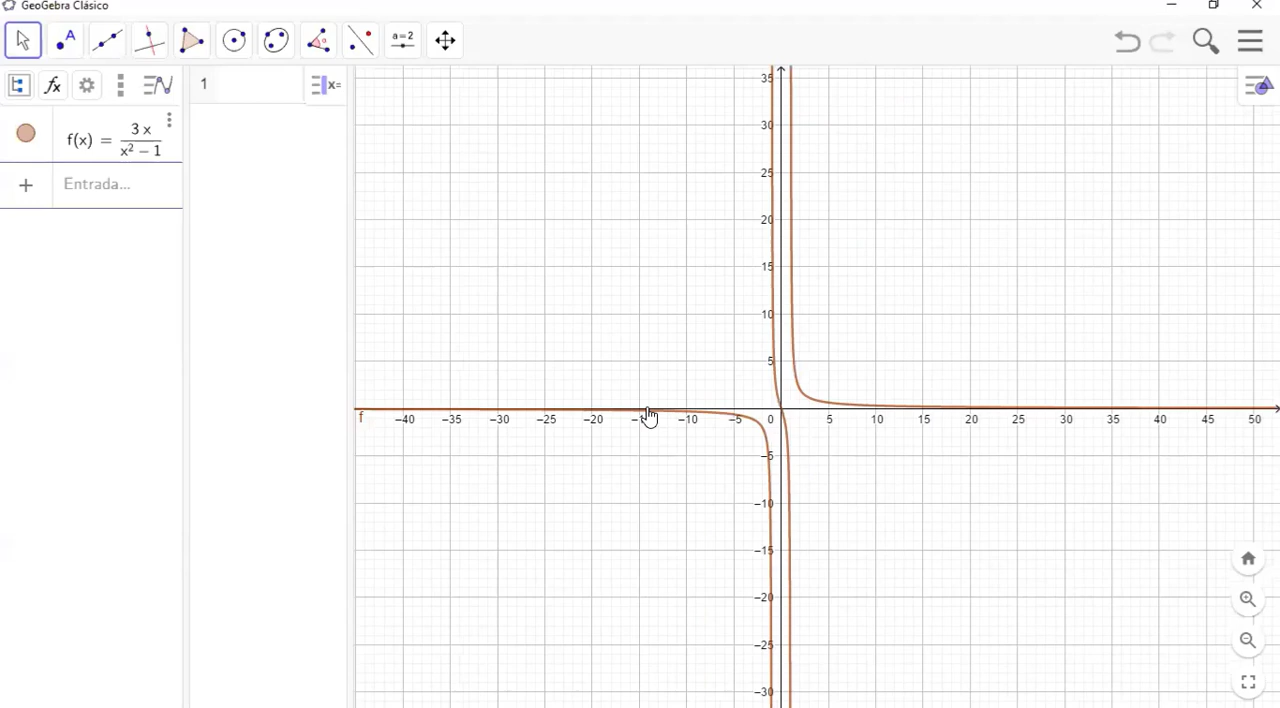 GeoGebra Clásico
A
a=2
fx
1
x=
f(x) = 3 x / x² − 1
Entrada...
35
30
25
20
15
10
5
f
−40 −35 −30 −25 −20 −10 −5 0 5 10 15 20 25 30 35 40 45 50
−5
−10
−15
−20
−25
−30